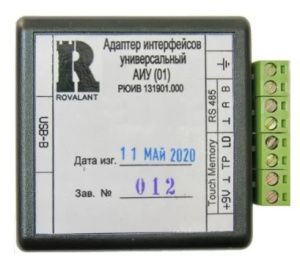 Адаптер интерфейсов
универсальный
АИУ (01)
РЮИВ 131901.000
R
ROVALANT
USB-B
Дата изг. 11 МАЙ 2020
Зав. № 012
RS 485
⏚ ⊥ A B
Touch Memory
+9V ⊥ TP LD